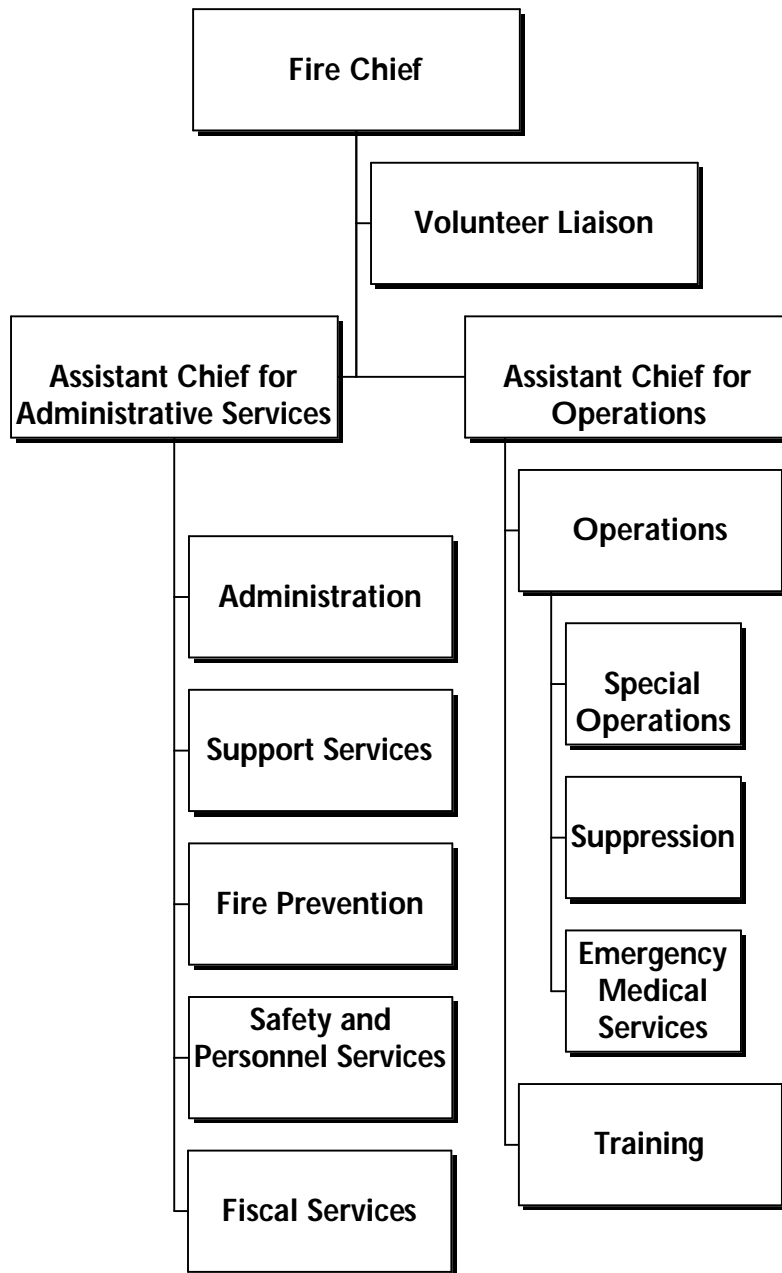 Fire Chief
Volunteer Liaison
Assistant Chief for
Administrative Services
Assistant Chief for
Operations
Administration
Support Services
Fire Prevention
Safety and
Personnel Services
Fiscal Services
Operations
Special
Operations
Suppression
Emergency
Medical
Services
Training